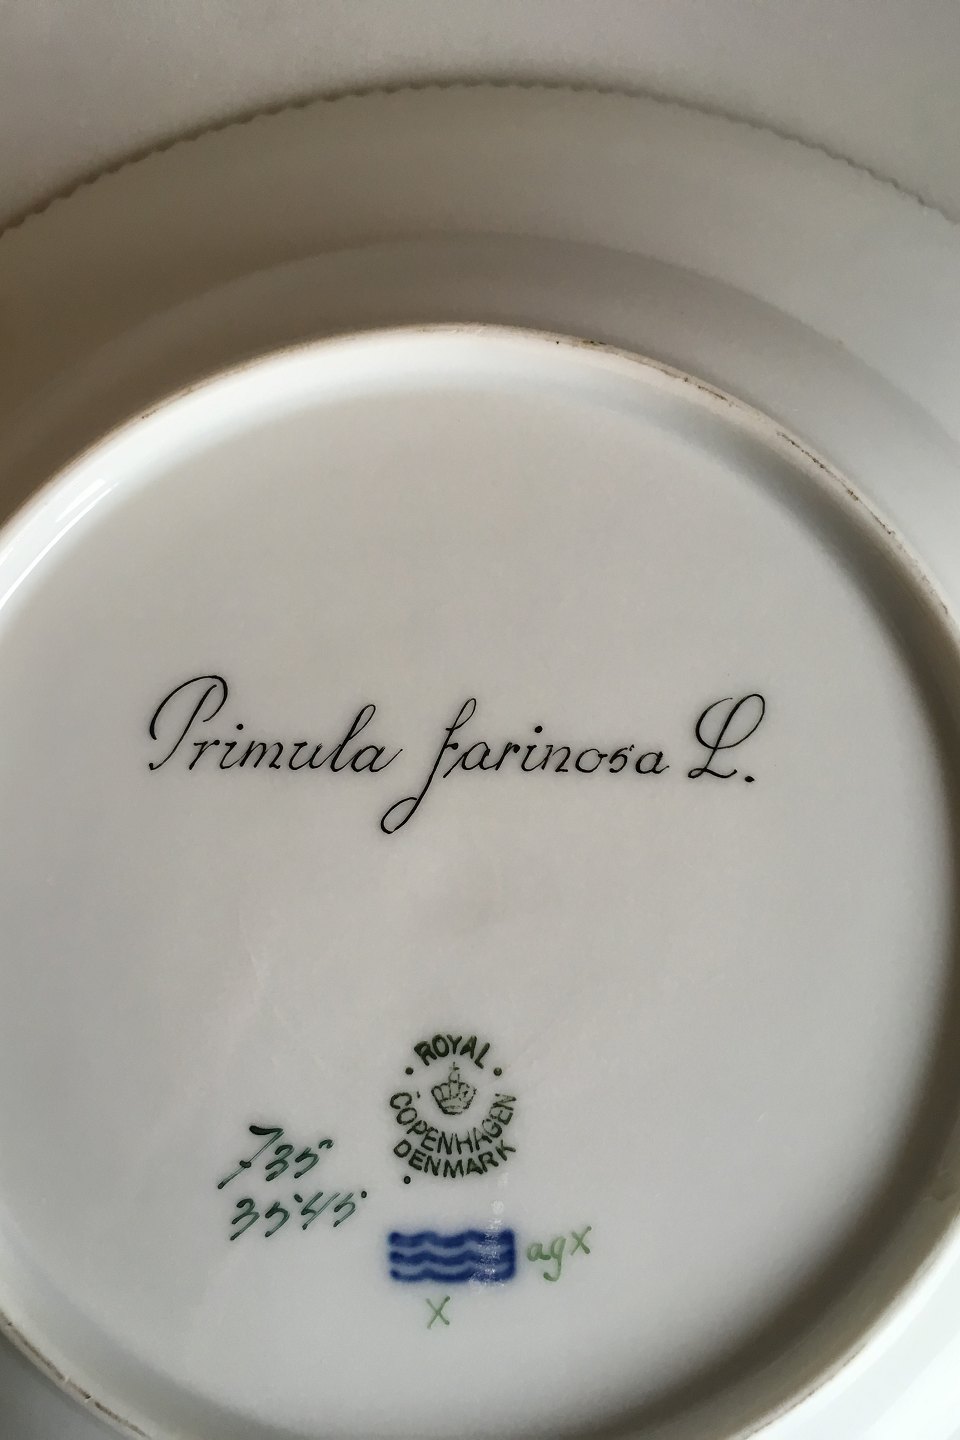 Primula farinosa L.
ROYAL
COPENHAGEN
DENMARK
735
3545
agx
X